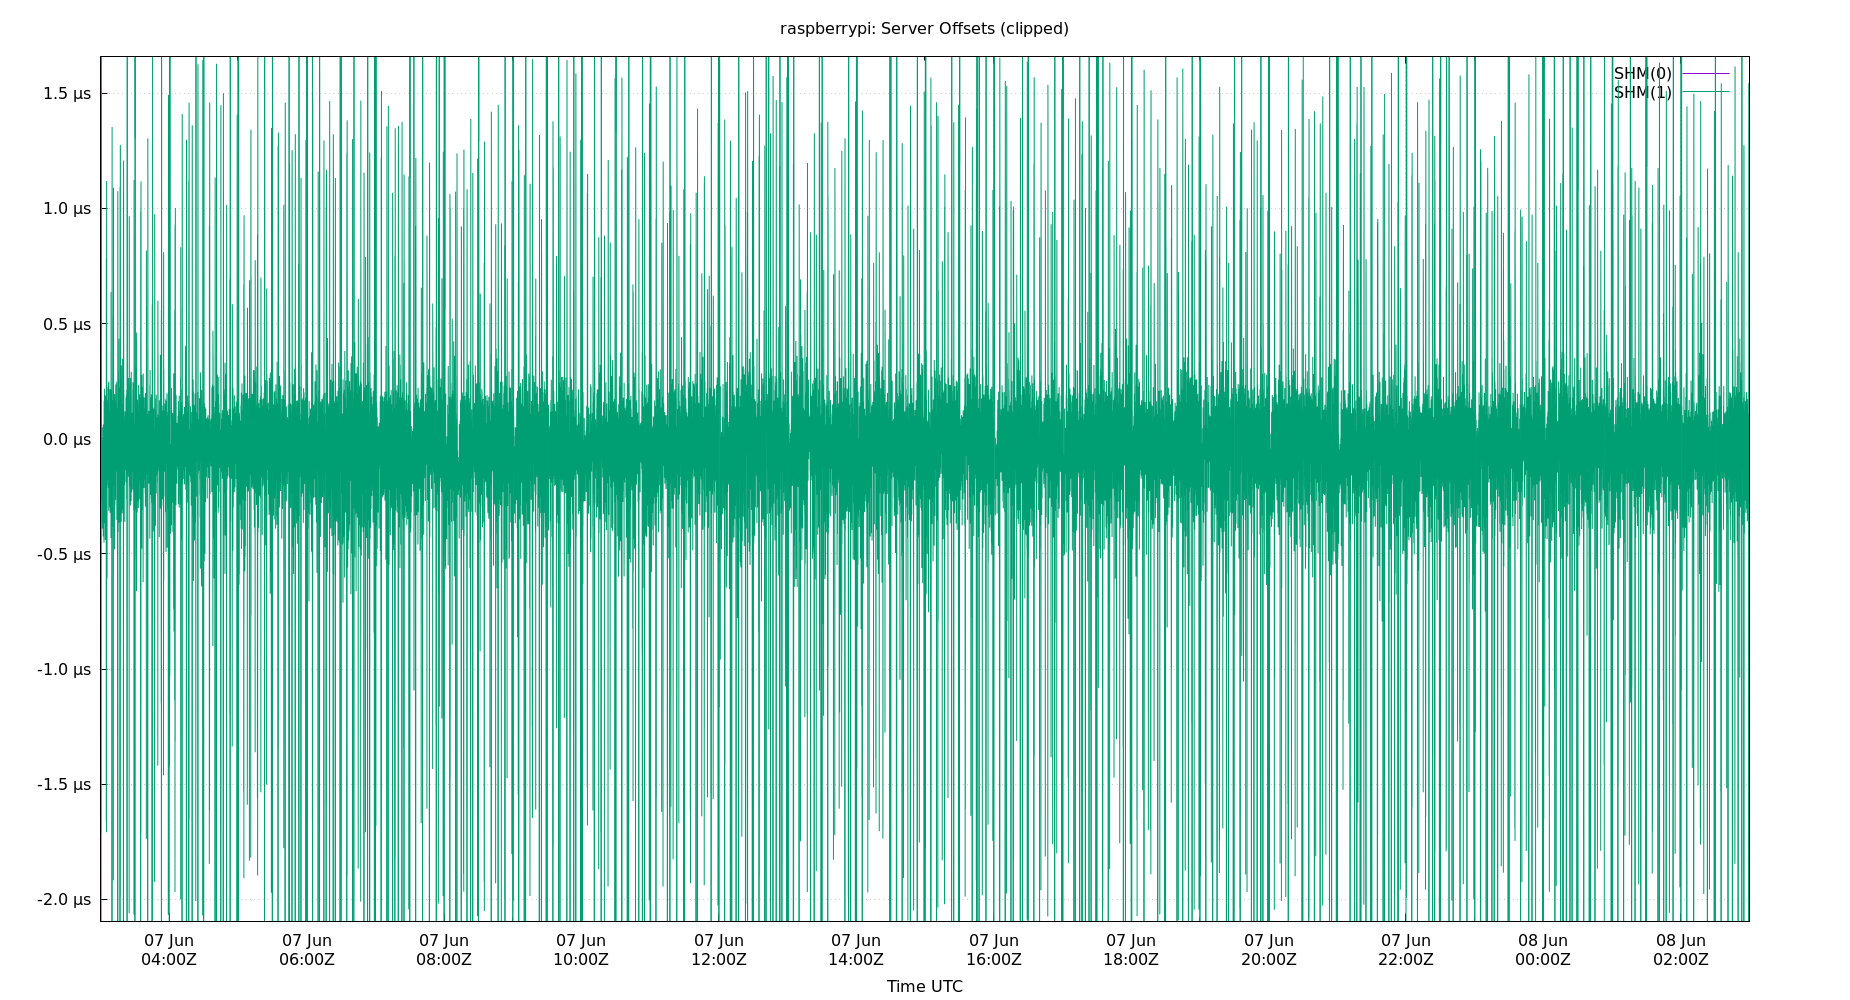 raspberrypi: Server Offsets (clipped)
SHM(0)
SHM(1)
1.5 µs
1.0 µs
0.5 µs
0.0 µs
-0.5 µs
-1.0 µs
-1.5 µs
-2.0 µs
07 Jun 07 Jun 07 Jun 07 Jun 07 Jun 07 Jun 07 Jun 07 Jun 07 Jun 07 Jun 08 Jun 08 Jun
04:00Z 06:00Z 08:00Z 10:00Z 12:00Z 14:00Z 16:00Z 18:00Z 20:00Z 22:00Z 00:00Z 02:00Z
Time UTC